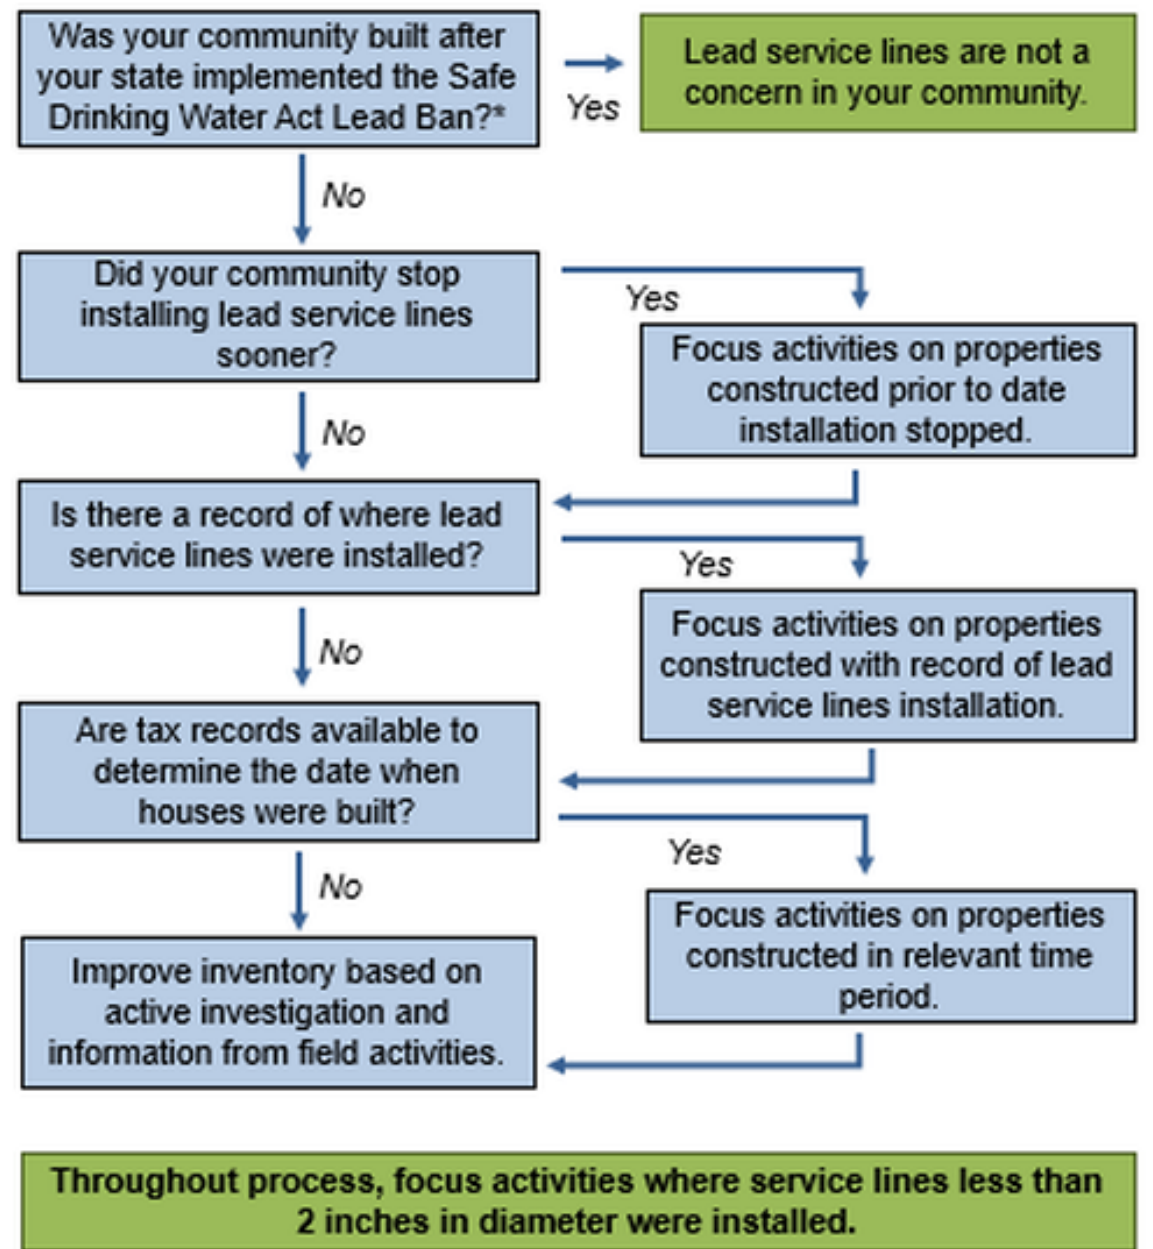 Was your community built after
your state implemented the Safe
Drinking Water Act Lead Ban?*
Yes
Lead service lines are not a
concern in your community.
No
Did your community stop
installing lead service lines
sooner?
Yes
Focus activities on properties
constructed prior to date
installation stopped.
No
Is there a record of where lead
service lines were installed?
Yes
Focus activities on properties
constructed with record of lead
service lines installation.
No
Are tax records available to
determine the date when
houses were built?
Yes
Focus activities on properties
constructed in relevant time
period.
No
Improve inventory based on
active investigation and
information from field activities.
Throughout process, focus activities where service lines less than
2 inches in diameter were installed.